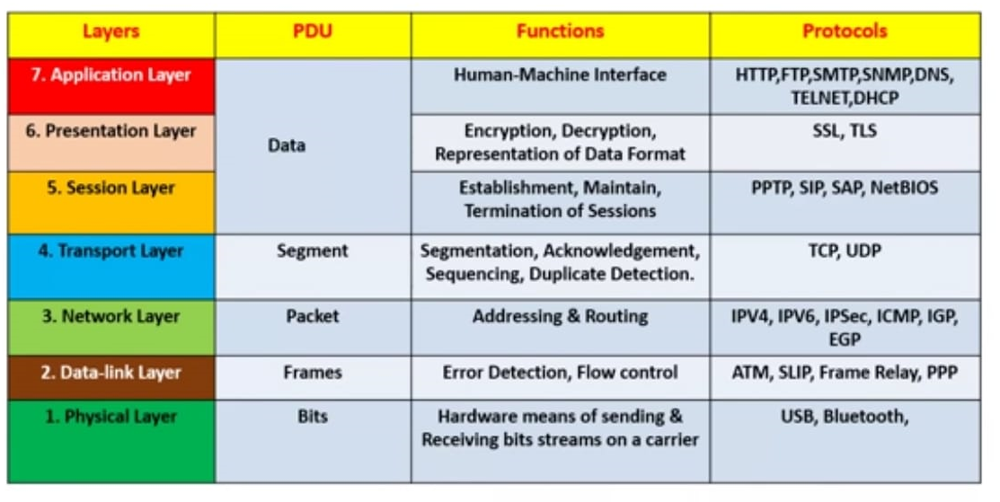 Layers PDU Functions Protocols
7. Application Layer Human-Machine Interface HTTP,FTP,SMTP,SNMP,DNS,
TELNET,DHCP
6. Presentation Layer Data Encryption, Decryption, SSL, TLS
Representation of Data Format
5. Session Layer Establishment, Maintain, PPTP, SIP, SAP, NetBIOS
Termination of Sessions
4. Transport Layer Segment Segmentation, Acknowledgement, TCP, UDP
Sequencing, Duplicate Detection.
3. Network Layer Packet Addressing & Routing IPV4, IPV6, IPSec, ICMP, IGP,
EGP
2. Data-link Layer Frames Error Detection, Flow control ATM, SLIP, Frame Relay, PPP
1. Physical Layer Bits Hardware means of sending & USB, Bluetooth,
Receiving bits streams on a carrier